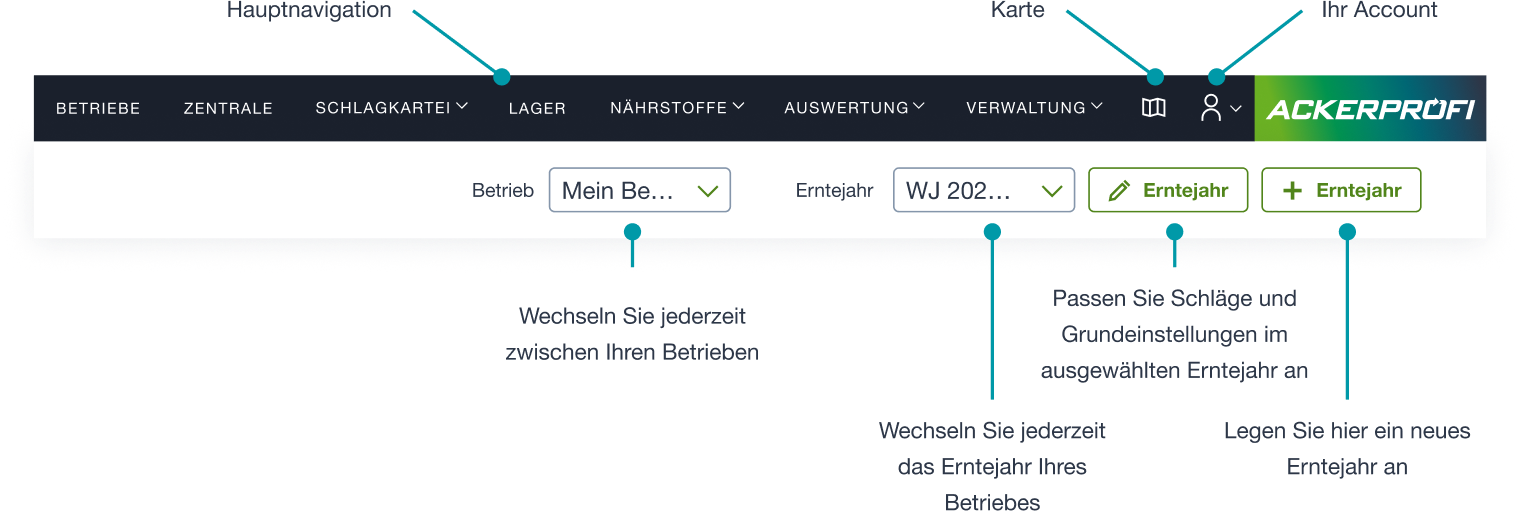 Hauptnavigation
Karte
Ihr Account
BETRIEBE
ZENTRALE
SCHLAGKARTEI
LAGER
NÄHRSTOFFE
AUSWERTUNG
VERWALTUNG
ACKERPROFI
Betrieb
Mein Be...
Erntejahr
WJ 202...
Erntejahr
Erntejahr
Wechseln Sie jederzeit
zwischen Ihren Betrieben
Passen Sie Schläge und
Grundeinstellungen im
ausgewählten Erntejahr an
Wechseln Sie jederzeit
das Erntejahr Ihres
Betriebes
Legen Sie hier ein neues
Erntejahr an